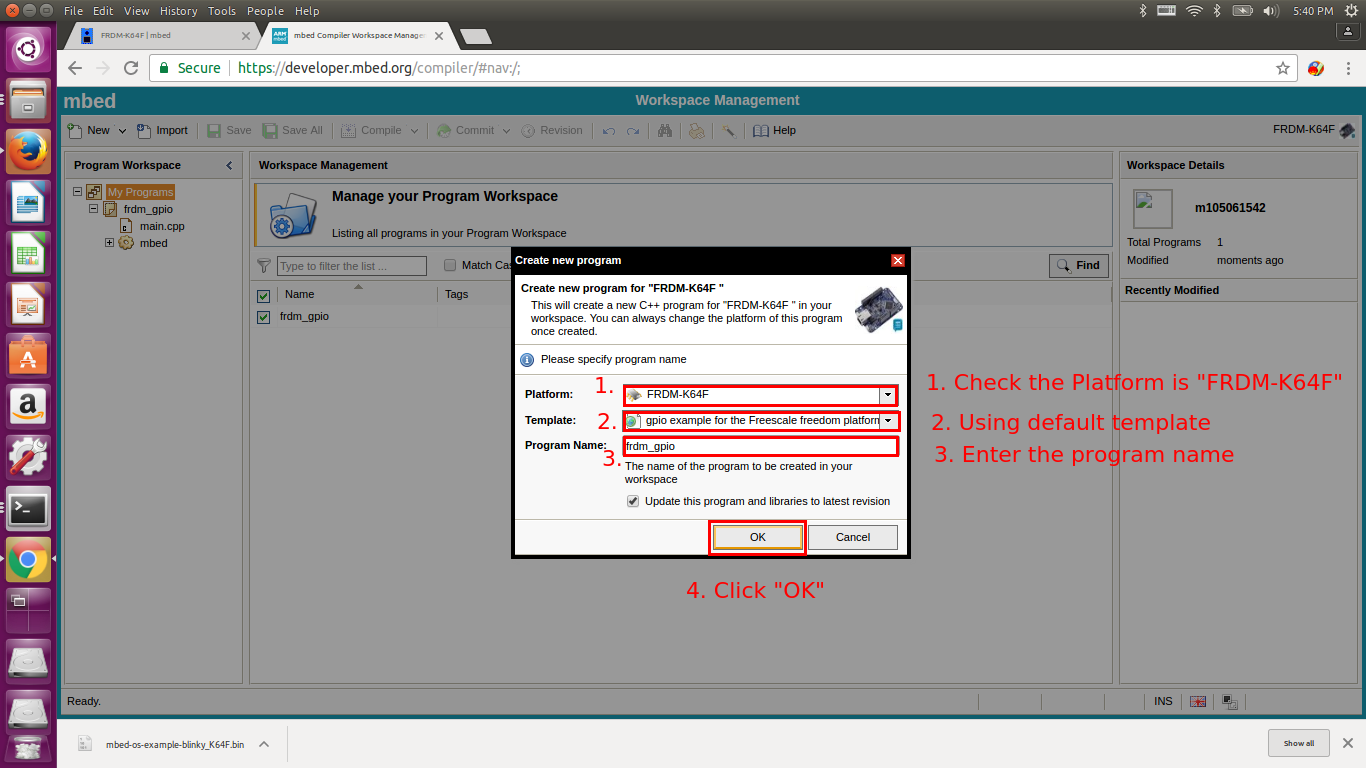 File Edit View History Tools People Help
5:40 PM
FRDM-K64F | mbed
ARM mbed
mbed Compiler Workspace Manage
Secure https://developer.mbed.org/compiler/#nav:/;
mbed
Workspace Management
New Import Save Save All Compile Commit Revision Help
FRDM-K64F
Program Workspace
My Programs
frdm_gpio
main.cpp
mbed
Workspace Management
Manage your Program Workspace
Listing all programs in your Program Workspace
Type to filter the list ...
Match Cas
Find
Name Tags
frdm_gpio
Workspace Details
m105061542
Total Programs 1
Modified moments ago
Recently Modified
Create new program
Create new program for "FRDM-K64F "
This will create a new C++ program for "FRDM-K64F " in your
workspace. You can always change the platform of this program
once created.
Please specify program name
Platform: 1. FRDM-K64F
Template: 2. gpio example for the Freescale freedom platform
Program Name: frdm_gpio
3.
The name of the program to be created in your
workspace
Update this program and libraries to latest revision
OK Cancel
1. Check the Platform is "FRDM-K64F"
2. Using default template
3. Enter the program name
4. Click "OK"
Ready.
INS
mbed-os-example-blinky_K64F.bin
Show all